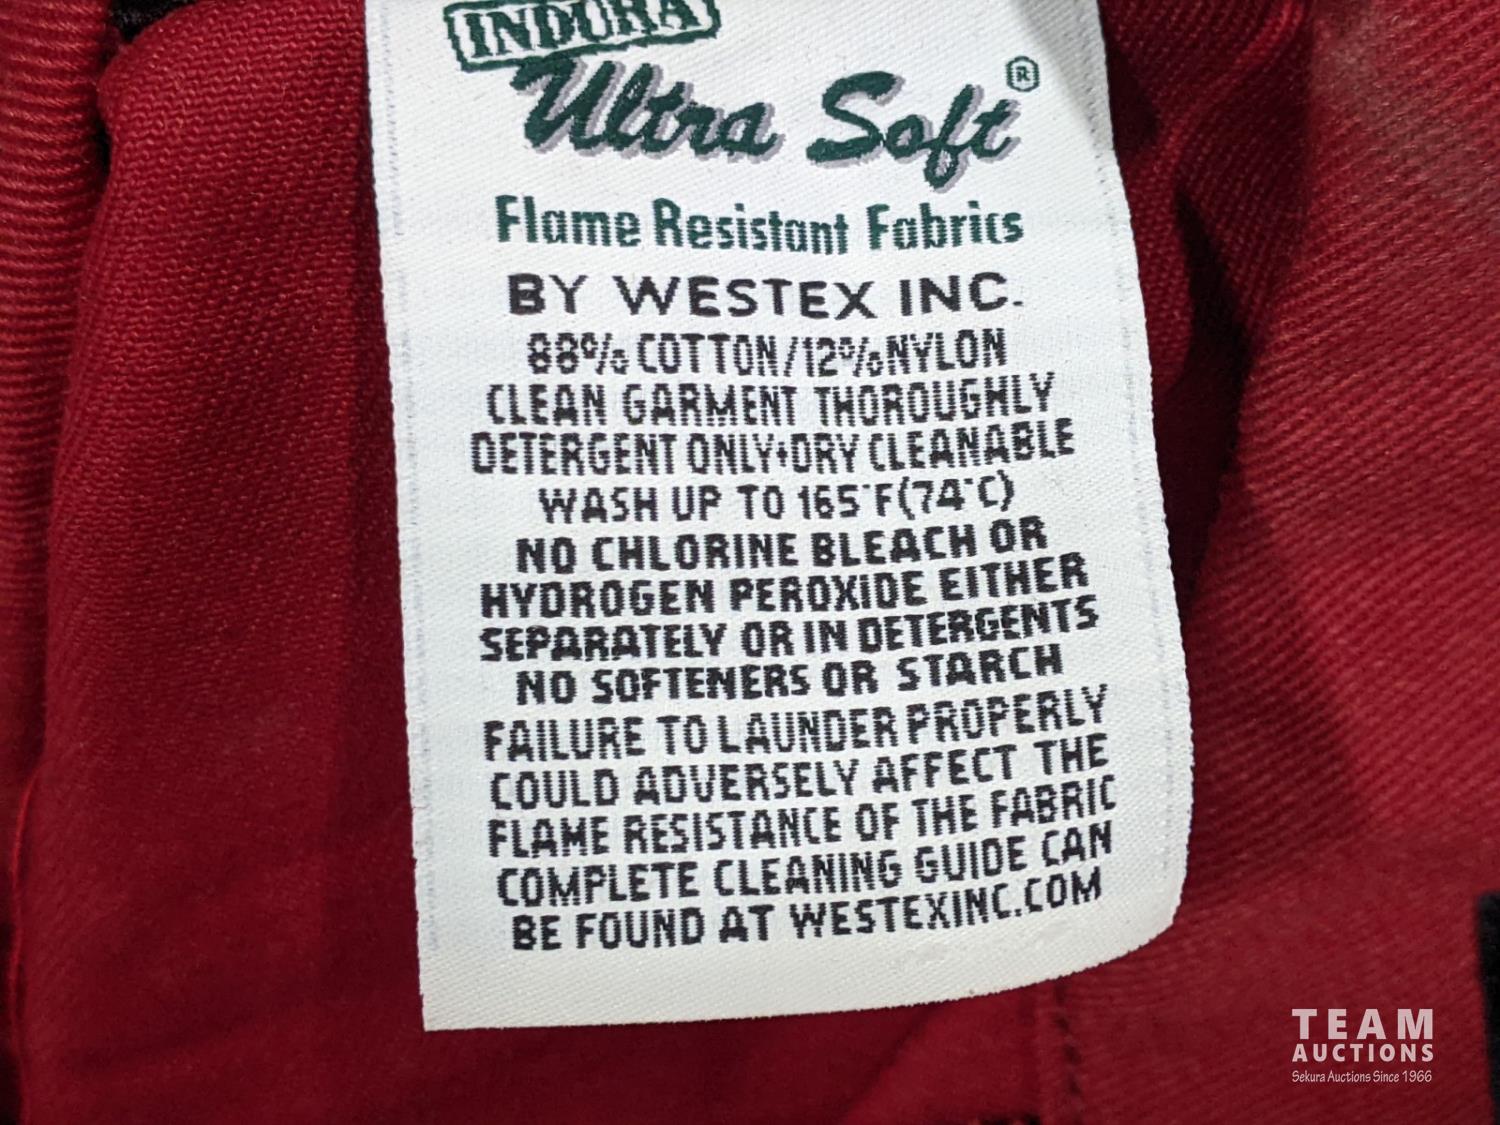 INDURA
Ultra Soft®
Flame Resistant Fabrics
BY WESTEX INC.
88% COTTON/12% NYLON
CLEAN GARMENT THOROUGHLY
DETERGENT ONLY•DRY CLEANABLE
WASH UP TO 165°F(74°C)
NO CHLORINE BLEACH OR
HYDROGEN PEROXIDE EITHER
SEPARATELY OR IN DETERGENTS
NO SOFTENERS OR STARCH
FAILURE TO LAUNDER PROPERLY
COULD ADVERSELY AFFECT THE
FLAME RESISTANCE OF THE FABRIC
COMPLETE CLEANING GUIDE CAN
BE FOUND AT WESTEXINC.COM
TEAM
AUCTIONS
Sekura Auctions Since 1966